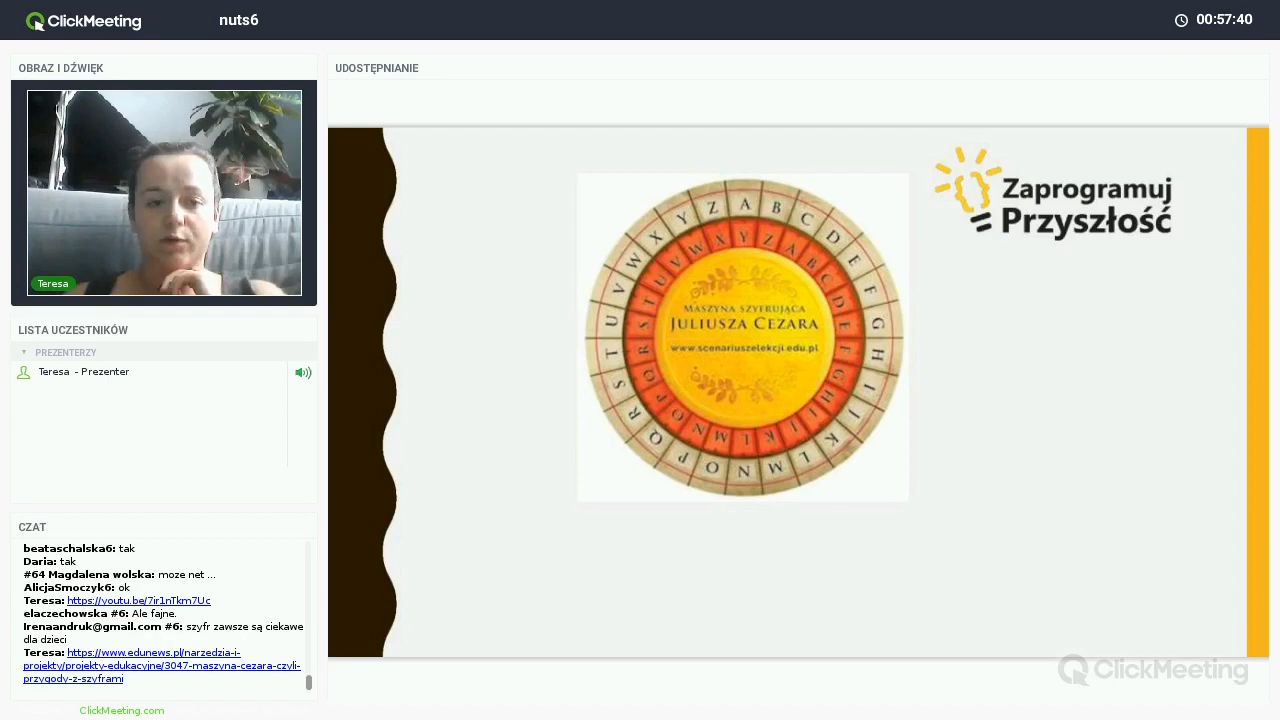 ClickMeeting
nuts6
00:57:40
OBRAZ I DŹWIĘK
Teresa
LISTA UCZESTNIKÓW
PREZENTERZY
Teresa - Prezenter
CZAT
beataschalska6: tak
Daria: tak
#64 Magdalena wolska: moze net ...
AlicjaSmoczyk6: ok
Teresa: https://youtu.be/7ir1nTkm7Uc
elaczechowska #6: Ale fajne.
Irenaandruk@gmail.com #6: szyfr zawsze są ciekawe
dla dzieci
Teresa: https://www.edunews.pl/narzedzia-i-
projekty/projekty-edukacyjne/3047-maszyna-cezara-czyli-
przygody-z-szyframi
ClickMeeting.com
UDOSTĘPNIANIE
Zaprogramuj
Przyszłość
A B C D E F G H I J K L M N O P Q R S T U V W X Y Z
Y Z A B C D E F G H I J K L M N O P Q R S T U V W X
MASZYNA SZYFRUJĄCA
JULIUSZA CEZARA
www.scenariuszelekcji.edu.pl
ClickMeeting